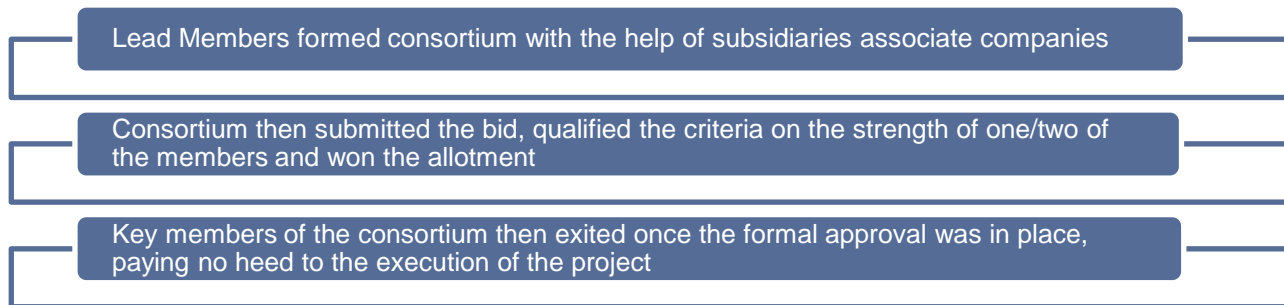 Lead Members formed consortium with the help of subsidiaries associate companies
Consortium then submitted the bid, qualified the criteria on the strength of one/two of
the members and won the allotment
Key members of the consortium then exited once the formal approval was in place,
paying no heed to the execution of the project